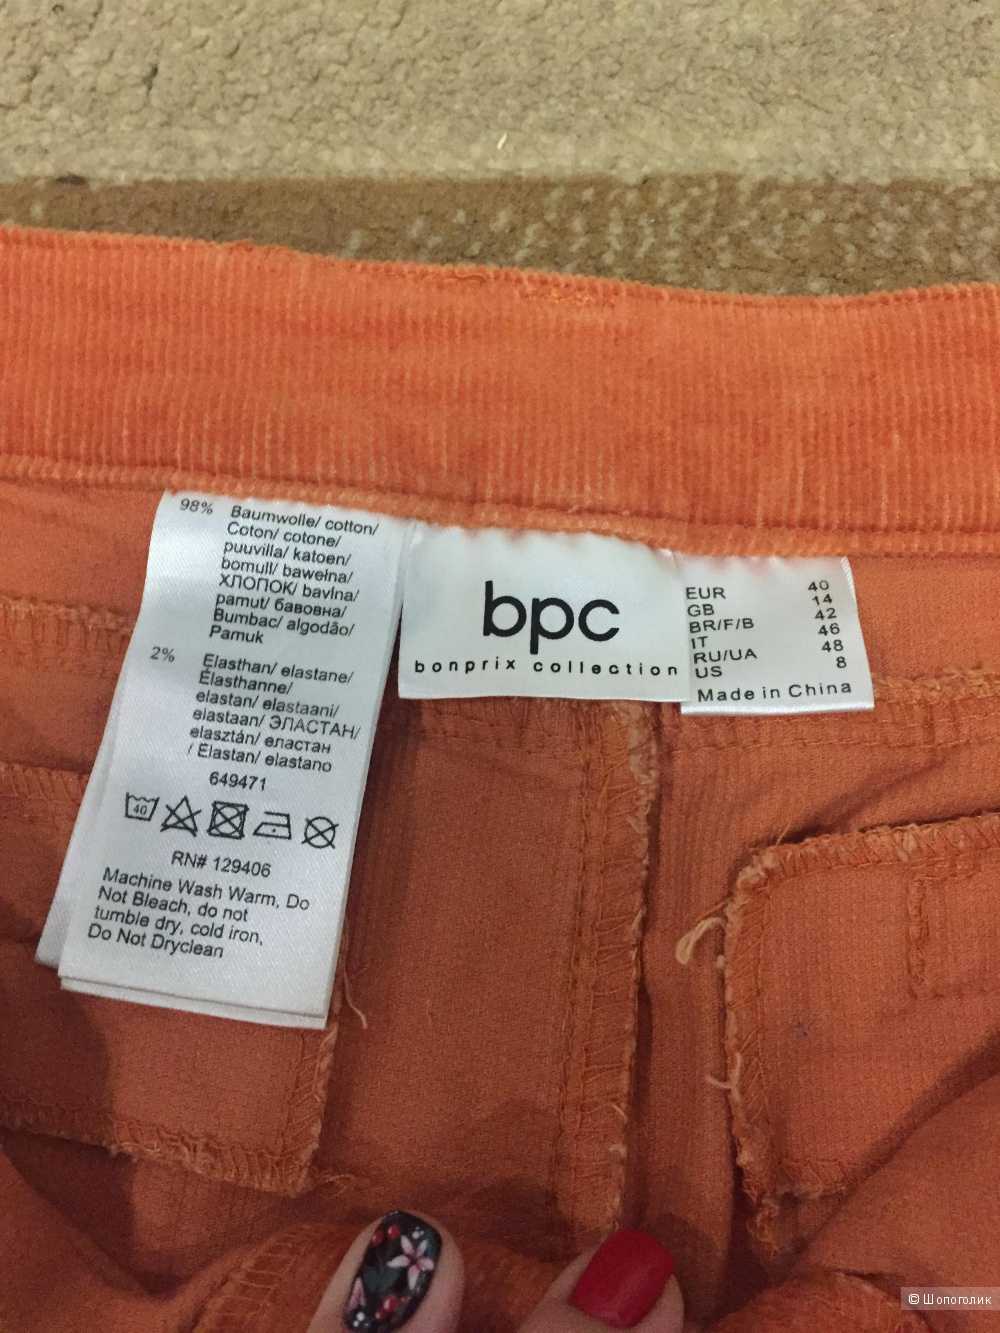 98%
Baumwolle/ cotton/
Coton/ cotone/
puuvilla/ katoen/
bomull/ bawełna/
ХЛОПОК/ bavlna/
pamut/ бавовна/
Bumbac/ algodão/
Pamuk
2%
Elasthan/ elastane/
Élasthanne/
elastan/ elastaani/
elastaan/ ЭЛАСТАН/
elasztán/ еластан
/ Elastan/ elastano
649471
40
RN# 129406
Machine Wash Warm, Do
Not Bleach, do not
tumble dry, cold iron,
Do Not Dryclean
bpc
bonprix collection
EUR 40
GB 14
BR/F/B 42
IT 46
RU/UA 48
US 8
Made in China
© Шопоголик